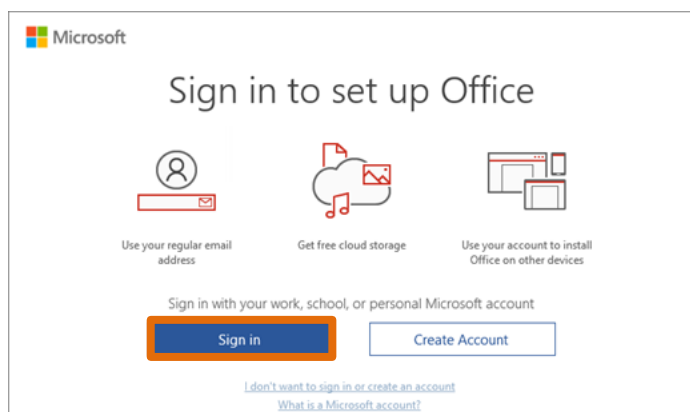 Microsoft
Sign in to set up Office
Use your regular email
address
Get free cloud storage
Use your account to install
Office on other devices
Sign in with your work, school, or personal Microsoft account
Sign in
Create Account
I don't want to sign in or create an account
What is a Microsoft account?